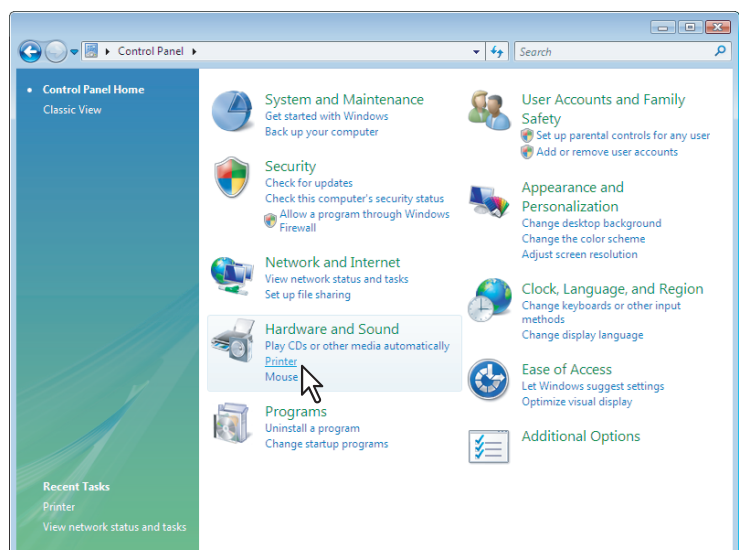 Control Panel
Search
Control Panel Home
Classic View
System and Maintenance
Get started with Windows
Back up your computer
Security
Check for updates
Check this computer's security status
Allow a program through Windows
Firewall
Network and Internet
View network status and tasks
Set up file sharing
Hardware and Sound
Play CDs or other media automatically
Printer
Mouse
Programs
Uninstall a program
Change startup programs
User Accounts and Family
Safety
Set up parental controls for any user
Add or remove user accounts
Appearance and
Personalization
Change desktop background
Change the color scheme
Adjust screen resolution
Clock, Language, and Region
Change keyboards or other input
methods
Change display language
Ease of Access
Let Windows suggest settings
Optimize visual display
Additional Options
Recent Tasks
Printer
View network status and tasks